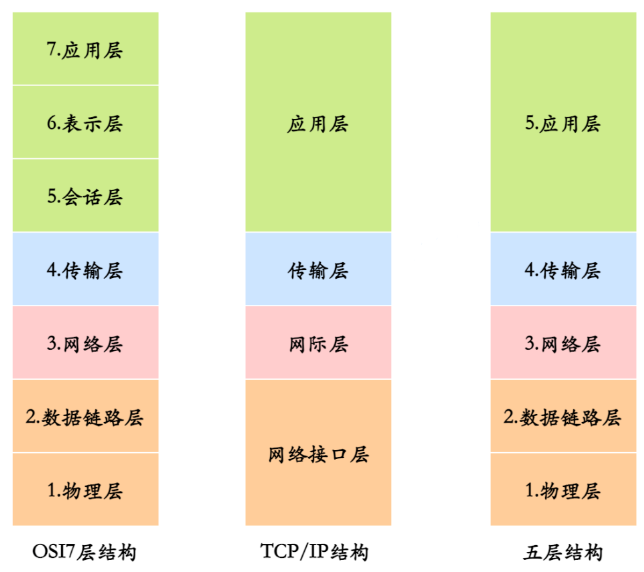 7.应用层
6.表示层
5.会话层
4.传输层
3.网络层
2.数据链路层
1.物理层
OSI7层结构
应用层
传输层
网际层
网络接口层
TCP/IP结构
5.应用层
4.传输层
3.网络层
2.数据链路层
1.物理层
五层结构